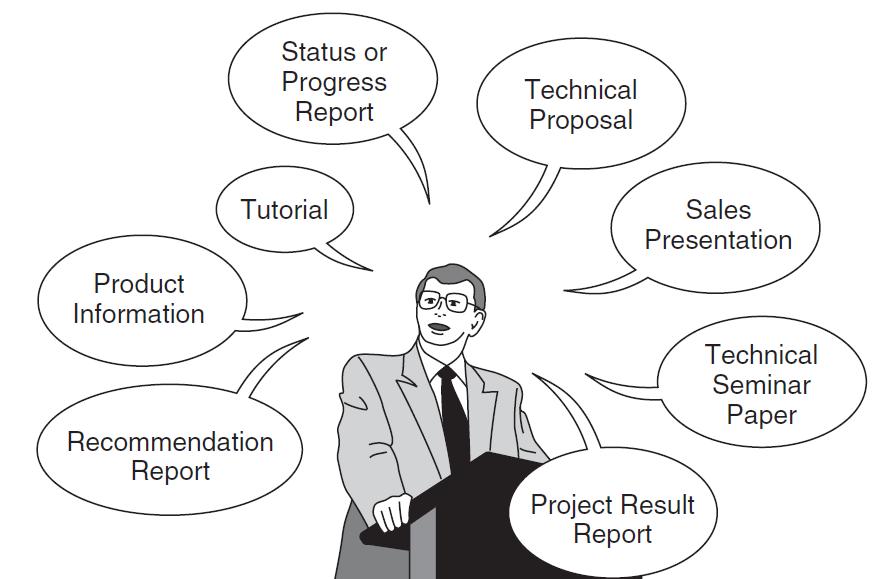 Status or
Progress
Report
Technical
Proposal
Tutorial
Sales
Presentation
Product
Information
Technical
Seminar
Paper
Recommendation
Report
Project Result
Report